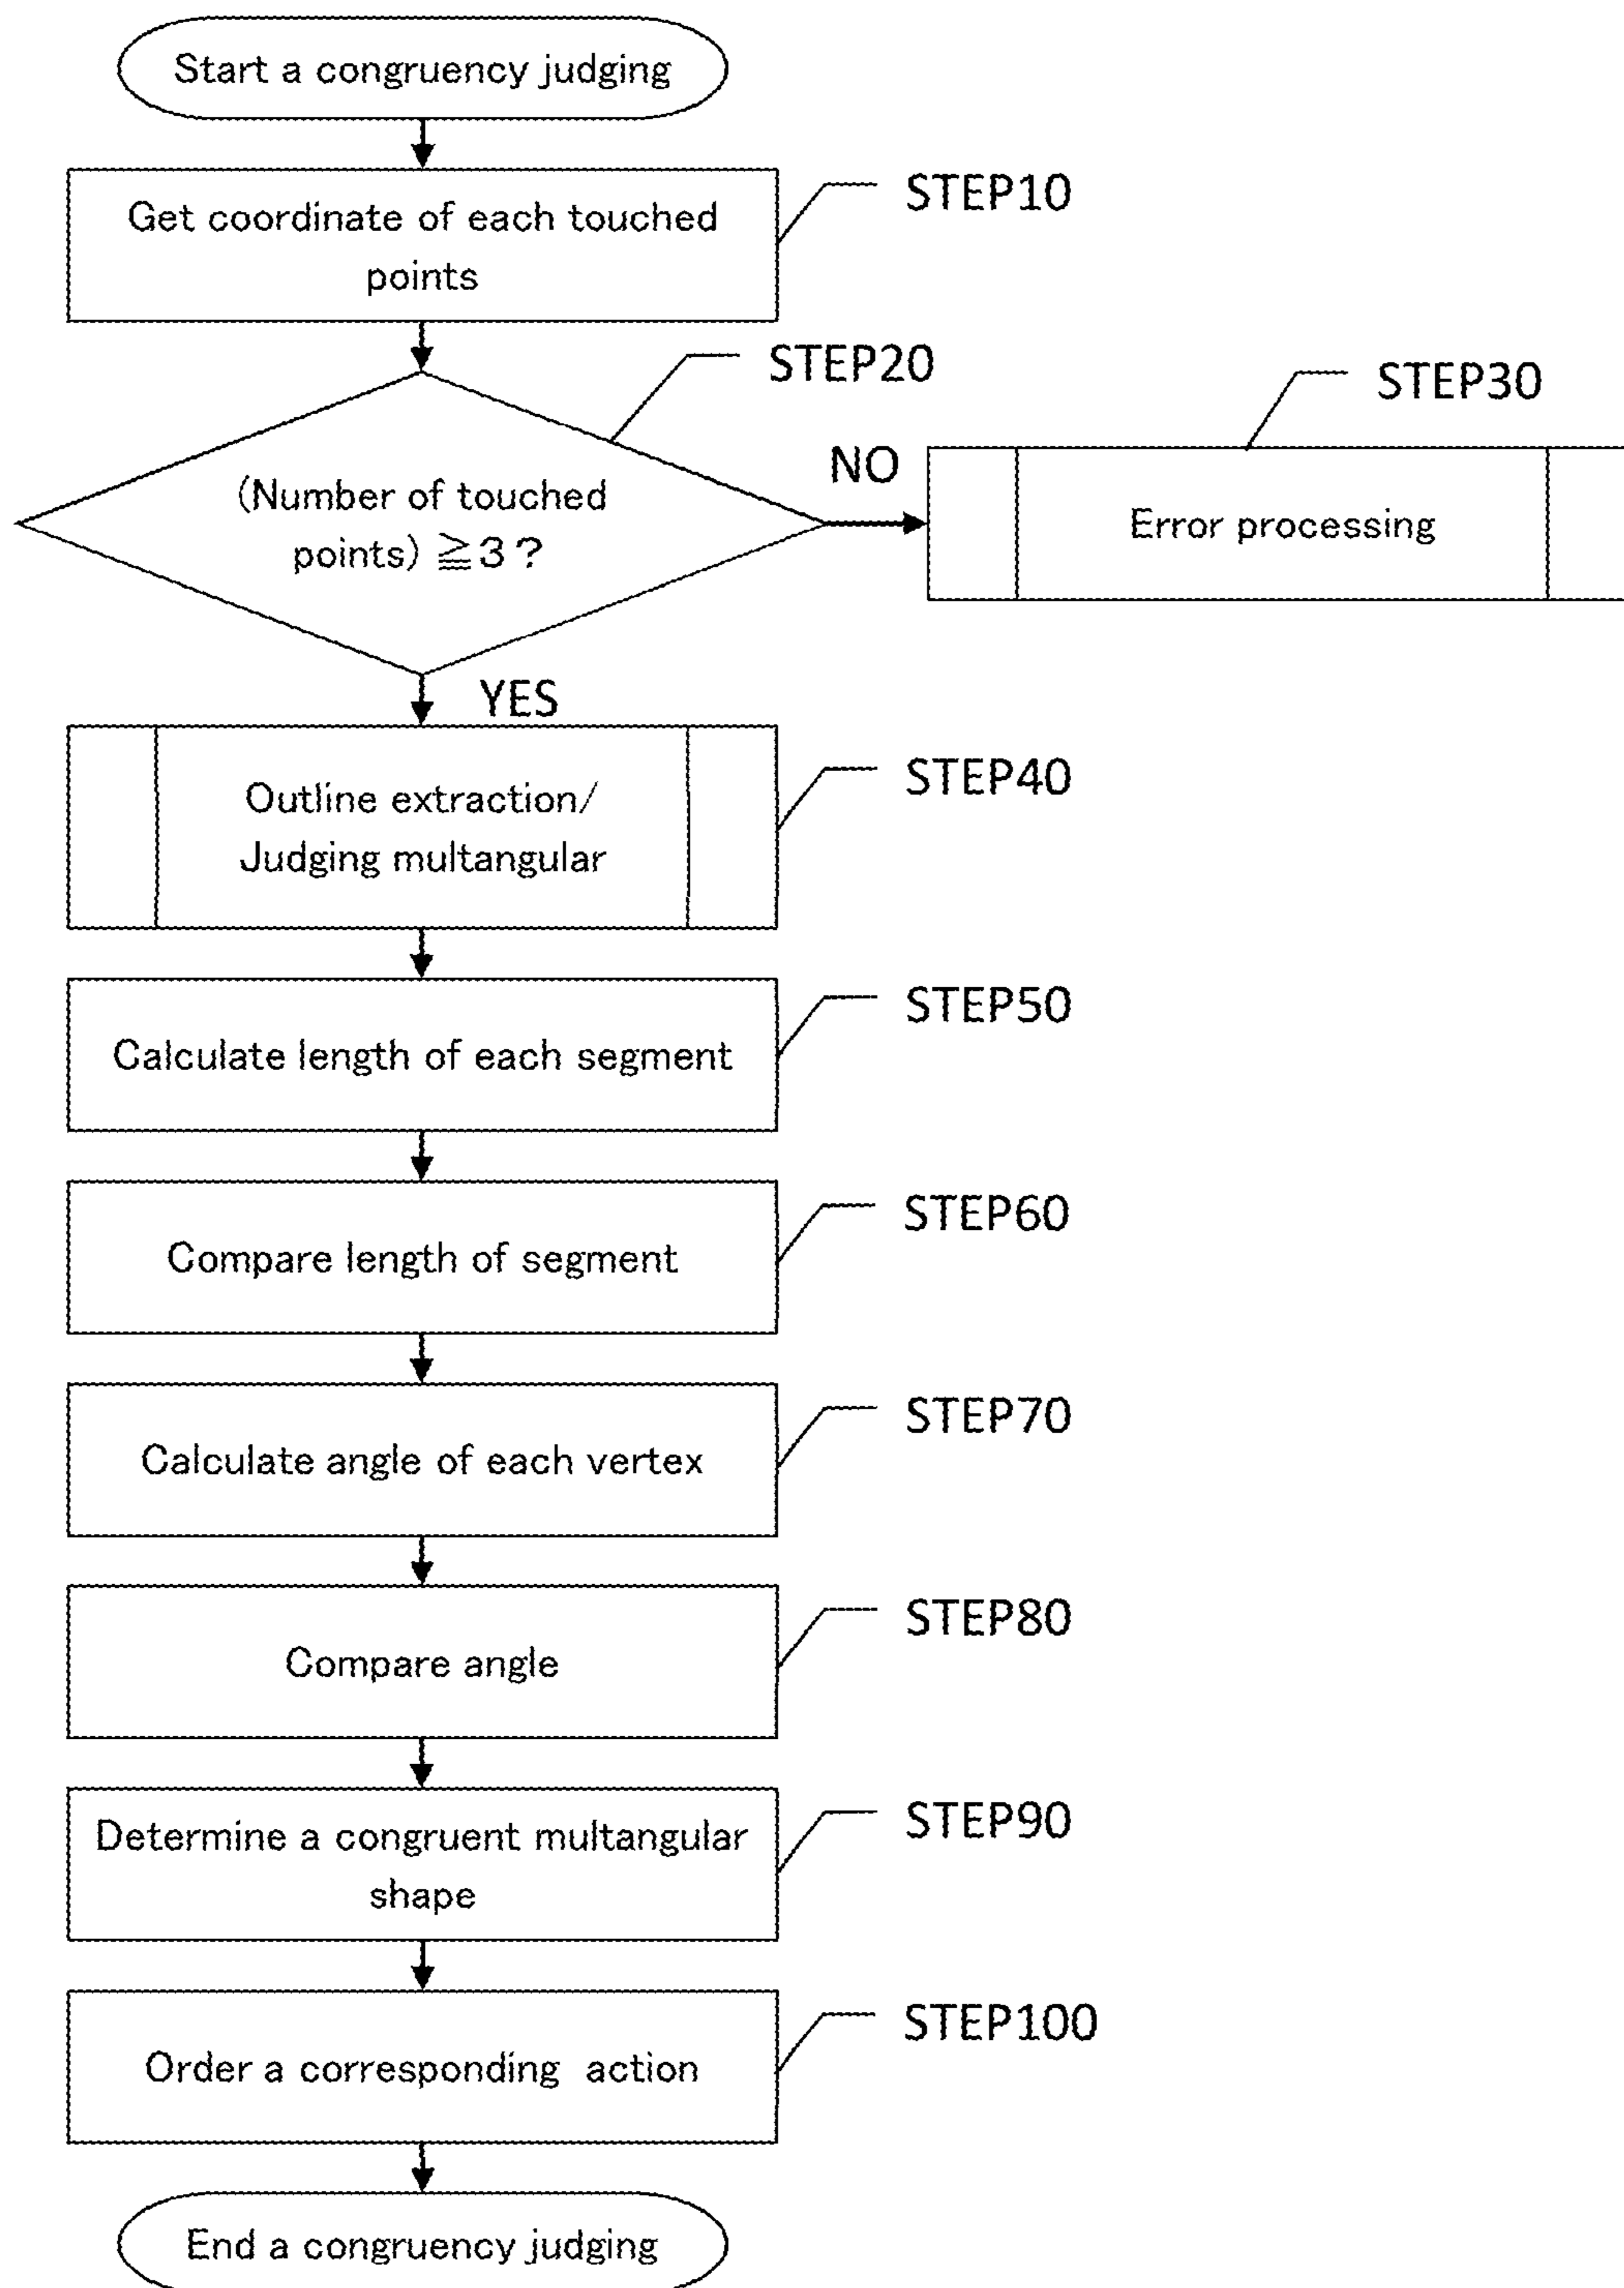 Start a congruency judging
STEP10
Get coordinate of each touched
points
STEP20
STEP30
NO
(Number of touched
points) ≧3?
Error processing
YES
STEP40
Outline extraction/
Judging multangular
STEP50
Calculate length of each segment
STEP60
Compare length of segment
STEP70
Calculate angle of each vertex
STEP80
Compare angle
STEP90
Determine a congruent multangular
shape
STEP100
Order a corresponding action
End a congruency judging